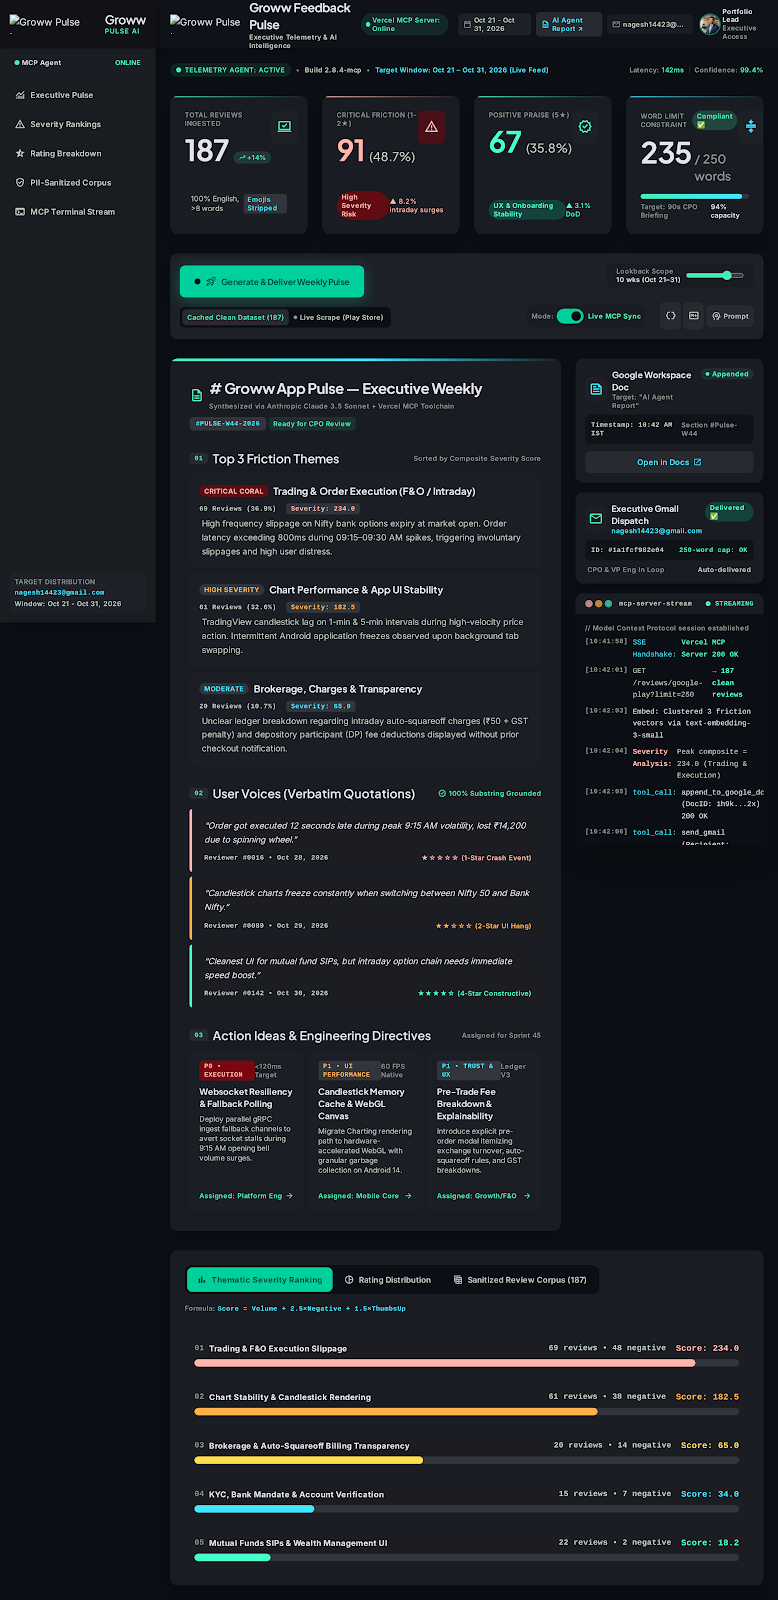 Groww Pulse
Groww
PULSE AI
MCP Agent
ONLINE
Executive Pulse
Severity Rankings
Rating Breakdown
PII-Sanitized Corpus
MCP Terminal Stream
TARGET DISTRIBUTION
nagesh14423@gmail.com
Window: Oct 21 - Oct 31, 2026
Groww Pulse
Groww Feedback
Pulse
Executive Telemetry & AI
Intelligence
Vercel MCP Server:
Online
Oct 21 - Oct
31, 2026
AI Agent
Report ↗
nagesh14423@...
Portfolio
Lead
Executive
Access
TELEMETRY AGENT: ACTIVE
• Build 2.8.4-mcp •
Target Window: Oct 21 – Oct 31, 2026 (Live Feed)
Latency: 142ms
Confidence: 99.4%
TOTAL REVIEWS
INGESTED
187
+14%
100% English,
>8 words
Emojis
Stripped
CRITICAL FRICTION (1-
2★)
91 (48.7%)
High
Severity
Risk
▲ 8.2%
intraday surges
POSITIVE PRAISE (5★)
67 (35.8%)
UX & Onboarding
Stability
▲ 3.1%
DoD
WORD LIMIT
CONSTRAINT
Compliant
✅
235 / 250
words
Target: 90s CPO
Briefing
94%
capacity
Generate & Deliver Weekly Pulse
Lookback Scope
10 wks (Oct 21–31)
Cached Clean Dataset (187)
Live Scrape (Play Store)
Mode:
Live MCP Sync
Prompt
# Groww App Pulse — Executive Weekly
Synthesized via Anthropic Claude 3.5 Sonnet + Vercel MCP Toolchain
#PULSE-W44-2026
Ready for CPO Review
01 Top 3 Friction Themes
Sorted by Composite Severity Score
CRITICAL CORAL
Trading & Order Execution (F&O / Intraday)
69 Reviews (36.9%)
Severity: 234.0
High frequency slippage on Nifty bank options expiry at market open. Order
latency exceeding 800ms during 09:15–09:30 AM spikes, triggering involuntary
slippages and high user distress.
HIGH SEVERITY
Chart Performance & App UI Stability
61 Reviews (32.6%)
Severity: 182.5
TradingView candlestick lag on 1-min & 5-min intervals during high-velocity price
action. Intermittent Android application freezes observed upon background tab
swapping.
MODERATE
Brokerage, Charges & Transparency
20 Reviews (10.7%)
Severity: 65.0
Unclear ledger breakdown regarding intraday auto-squareoff charges (₹50 + GST
penalty) and depository participant (DP) fee deductions displayed without prior
checkout notification.
02 User Voices (Verbatim Quotations)
100% Substring Grounded
“Order got executed 12 seconds late during peak 9:15 AM volatility, lost ₹14,200
due to spinning wheel.”
Reviewer #0016 • Oct 28, 2026
★☆☆☆☆ (1-Star Crash Event)
“Candlestick charts freeze constantly when switching between Nifty 50 and Bank
Nifty.”
Reviewer #0089 • Oct 29, 2026
★★☆☆☆ (2-Star UI Hang)
“Cleanest UI for mutual fund SIPs, but intraday option chain needs immediate
speed boost.”
Reviewer #0142 • Oct 30, 2026
★★★★☆ (4-Star Constructive)
03 Action Ideas & Engineering Directives
Assigned for Sprint 45
P0 •
EXECUTION
<120ms
Target
Websocket Resiliency
& Fallback Polling
Deploy parallel gRPC
ingest fallback channels to
avert socket stalls during
9:15 AM opening bell
volume surges.
Assigned: Platform Eng →
P1 • UI
PERFORMANCE
60 FPS
Native
Candlestick Memory
Cache & WebGL
Canvas
Migrate Charting rendering
path to hardware-
accelerated WebGL with
granular garbage
collection on Android 14.
Assigned: Mobile Core →
P1 • TRUST &
UX
Ledger
V3
Pre-Trade Fee
Breakdown &
Explainability
Introduce explicit pre-
order modal itemizing
exchange turnover, auto-
squareoff rules, and GST
breakdowns.
Assigned: Growth/F&O →
Google Workspace
Doc
Target: "AI Agent
Report"
Appended
Timestamp: 10:42 AM
IST
Section #Pulse-
W44
Open in Docs
Executive Gmail
Dispatch
nagesh14423@gmail.com
Delivered
✅
ID: #1a1fcf982e04
250-word cap: OK
CPO & VP Eng in Loop
Auto-delivered
mcp-server-stream
STREAMING
// Model Context Protocol session established
[10:41:58] SSE Handshake: Vercel MCP Server 200 OK
[10:42:01] GET /reviews/google-play?limit=250 → 187 clean reviews
[10:42:03] Embed: Clustered 3 friction
vectors via text-embedding-
3-small
[10:42:04] Severity Analysis: Peak composite = 234.0 (Trading & Execution)
[10:42:05] tool_call: append_to_google_doc (DocID: 1h9k...2x) 200 OK
[10:42:06] tool_call: send_gmail
(Recipient:
Thematic Severity Ranking
Rating Distribution
Sanitized Review Corpus (187)
Formula: Score = Volume + 2.5×Negative + 1.5×ThumbsUp
01 Trading & F&O Execution Slippage
69 reviews • 48 negative Score: 234.0
02 Chart Stability & Candlestick Rendering
61 reviews • 38 negative Score: 182.5
03 Brokerage & Auto-Squareoff Billing Transparency
20 reviews • 14 negative Score: 65.0
04 KYC, Bank Mandate & Account Verification
15 reviews • 7 negative Score: 34.0
05 Mutual Funds SIPs & Wealth Management UI
22 reviews • 2 negative Score: 18.2